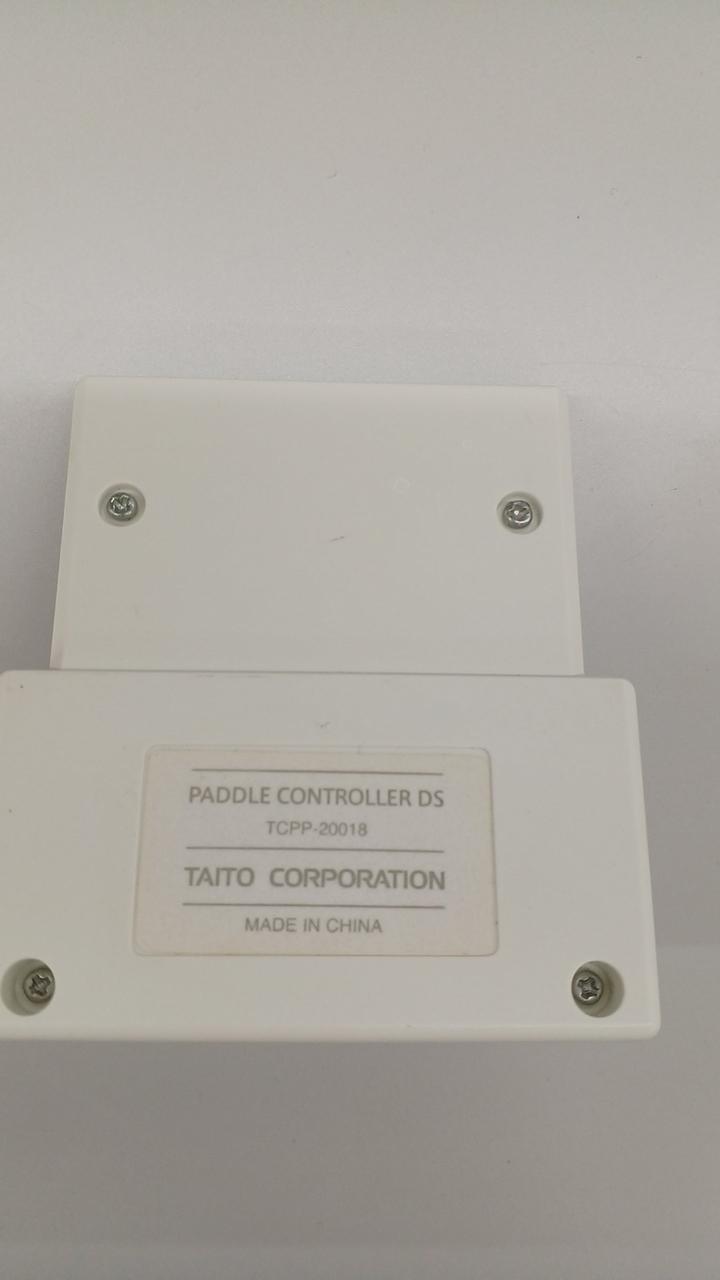 PADDLE CONTROLLER DS
TCPP-20018
TAITO CORPORATION
MADE IN CHINA